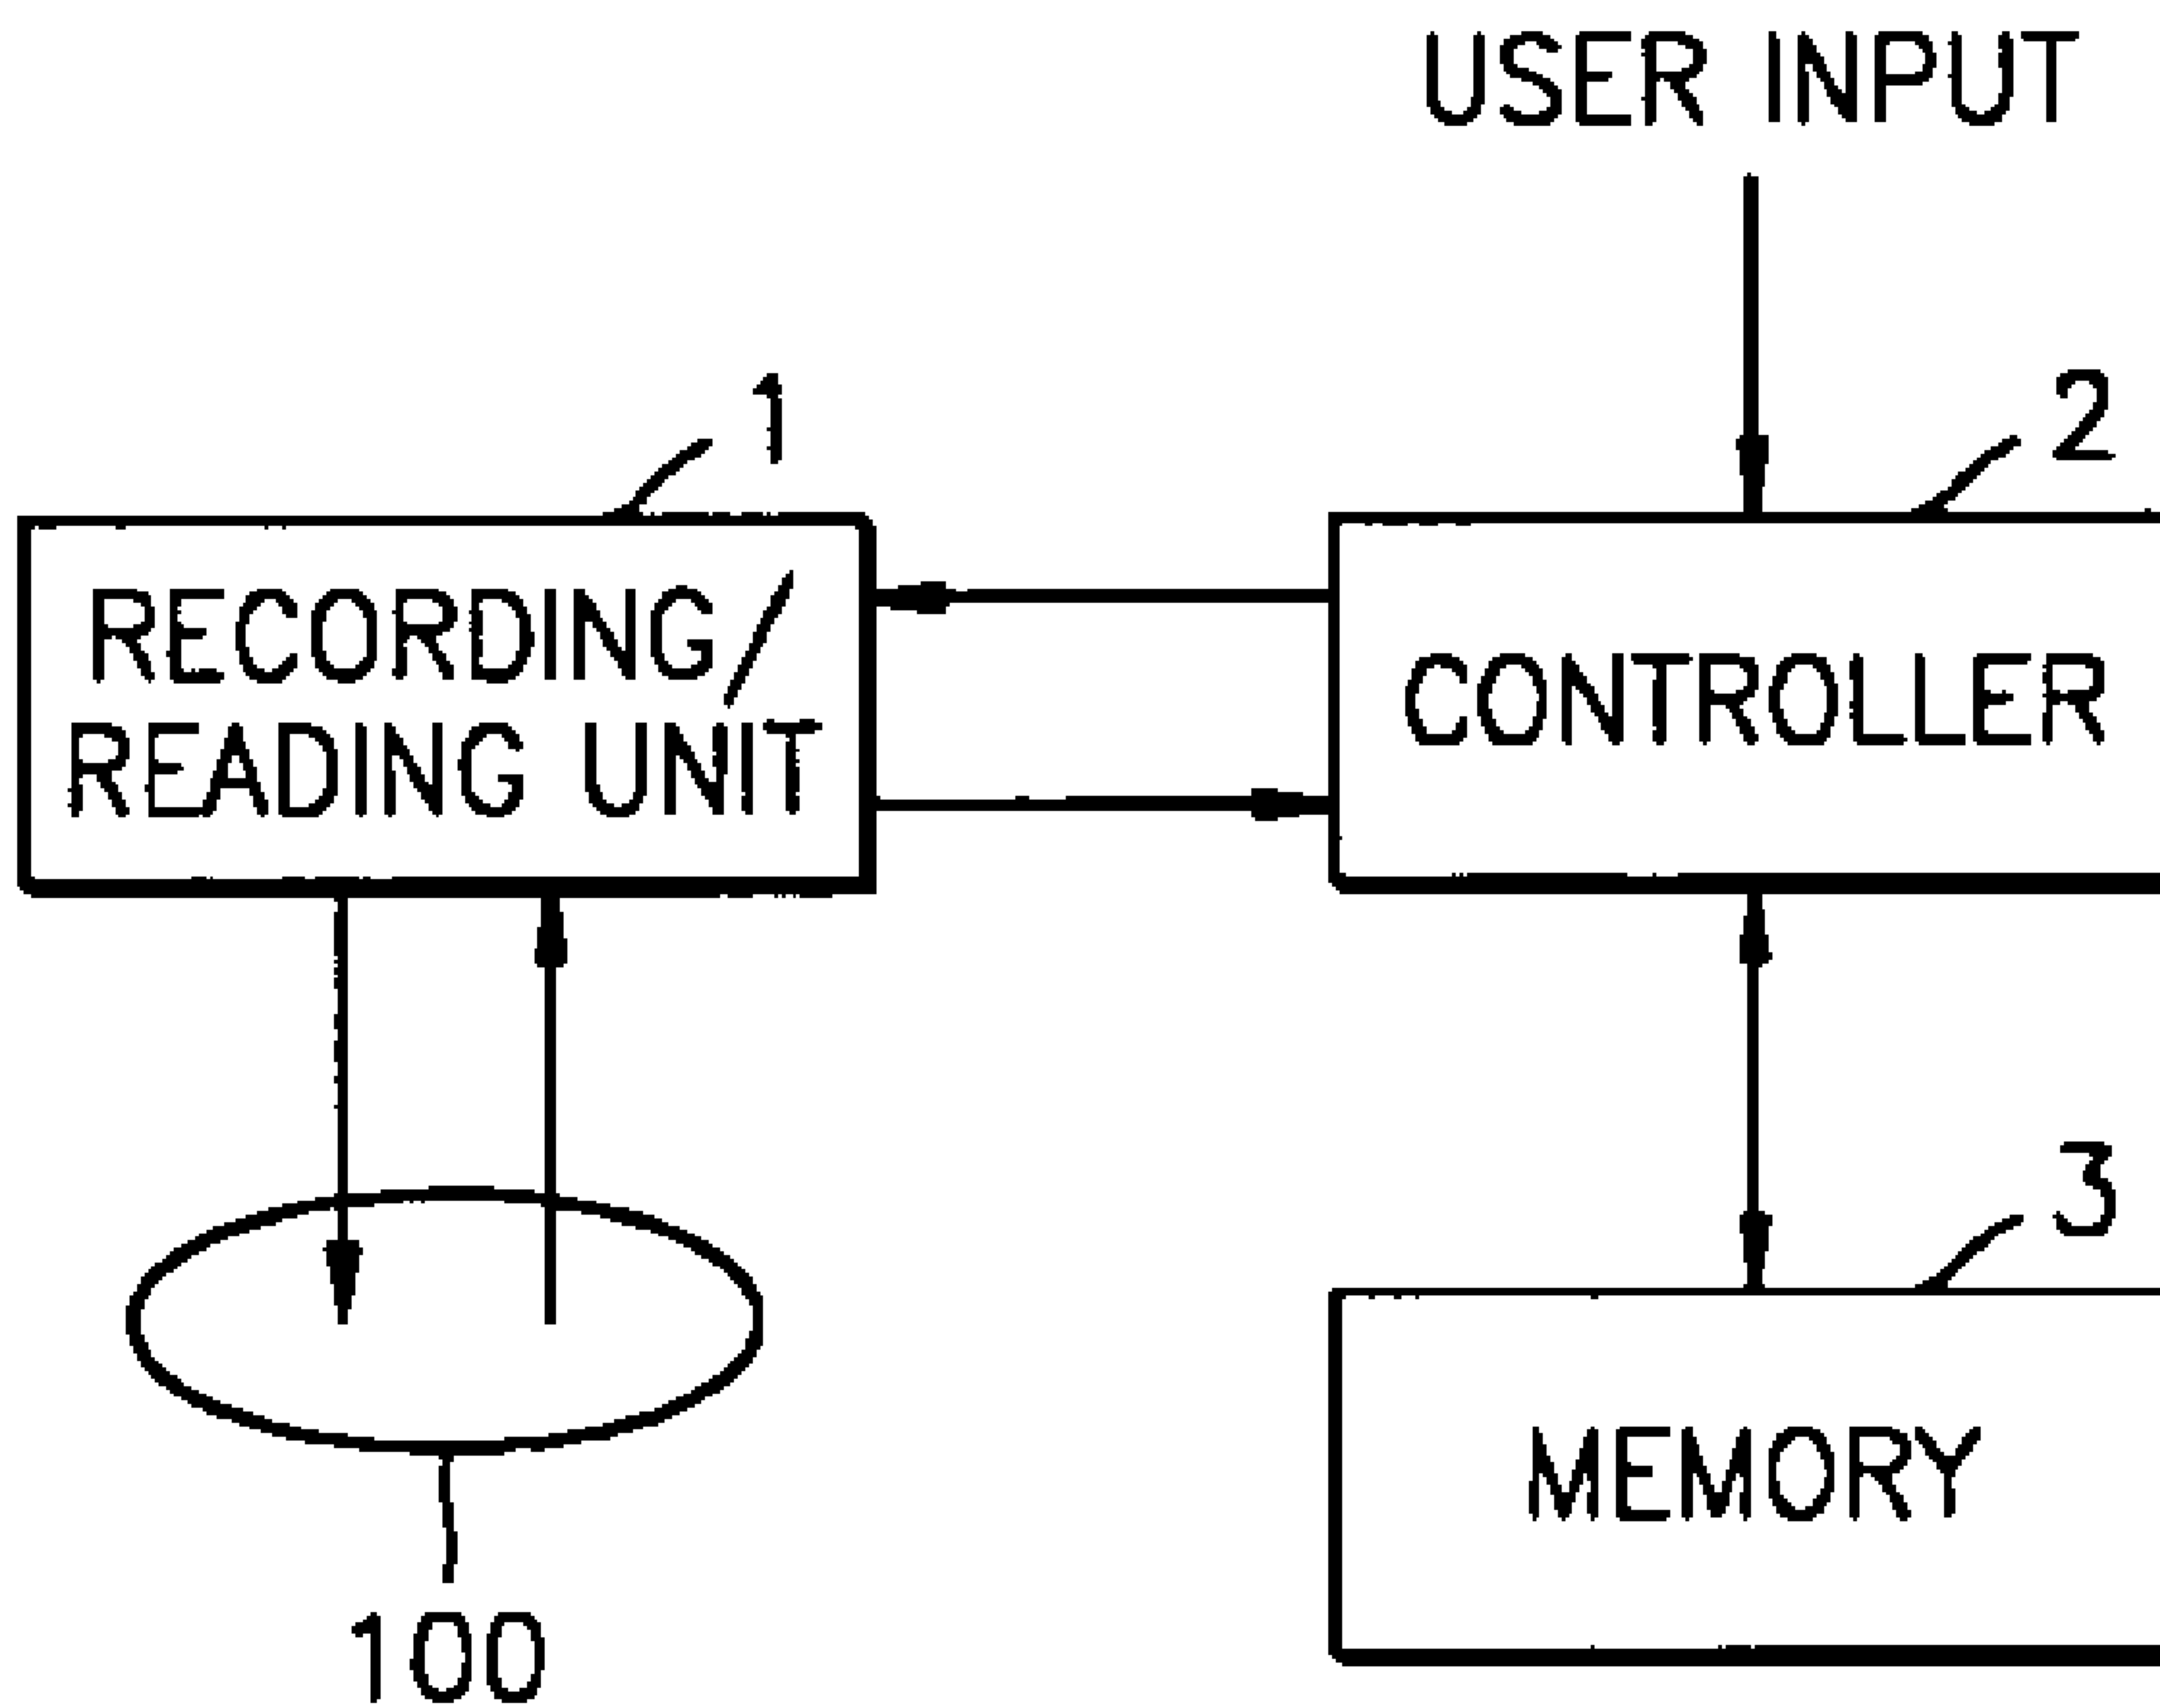 USER INPUT
1
2
RECORDING/
READING UNIT
CONTROLLER
3
MEMORY
100